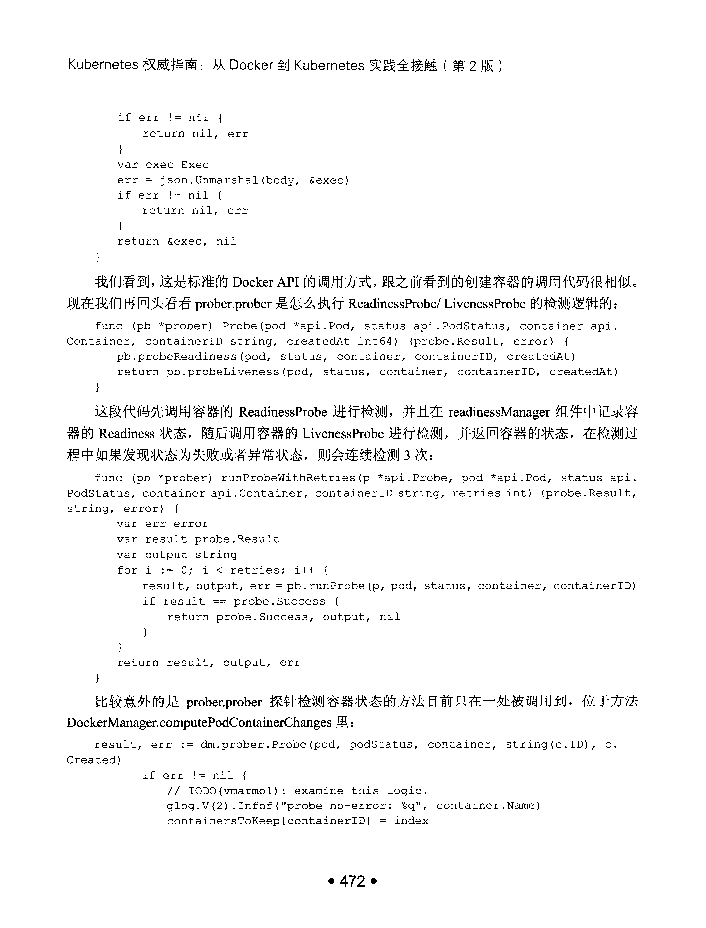 Kubernetes 权威指南：从 Docker 到 Kubernetes 实践全接触（第 2 版）
if err != nil {
return nil, err
}
var exec Exec
err = json.Unmarshal(body, &exec)
if err != nil {
return nil, err
}
return &exec, nil
}
我们看到，这是标准的 Docker API 的调用方式，跟之前看到的创建容器的调用代码很相似。
现在我们再回头看看 prober.prober 是怎么执行 ReadinessProbe/ LivenessProbe 的检测逻辑的：
func (pb *prober) Probe(pod *api.Pod, status api.PodStatus, container api.
Container, containerID string, createdAt int64) (probe.Result, error) {
pb.probeReadiness(pod, status, container, containerID, createdAt)
return pb.probeLiveness(pod, status, container, containerID, createdAt)
}
这段代码先调用容器的 ReadinessProbe 进行检测，并且在 readinessManager 组件中记录容
器的 Readiness 状态，随后调用容器的 LivenessProbe 进行检测，并返回容器的状态，在检测过
程中如果发现状态为失败或者异常状态，则会连续检测 3 次：
func (pb *prober) runProbeWithRetries(p *api.Probe, pod *api.Pod, status api.
PodStatus, container api.Container, containerID string, retries int) (probe.Result,
string, error) {
var err error
var result probe.Result
var output string
for i := 0; i < retries; i++ {
result, output, err = pb.runProbe(p, pod, status, container, containerID)
if result == probe.Success {
return probe.Success, output, nil
}
}
return result, output, err
}
比较意外的是 prober.prober 探针检测容器状态的方法目前只在一处被调用到，位于方法
DockerManager.computePodContainerChanges 里：
result, err := dm.prober.Probe(pod, podStatus, container, string(c.ID), c.
Created)
if err != nil {
// TODO(vmarmol): examine this logic.
glog.V(2).Infof("probe no-error: %q", container.Name)
containersToKeep[containerID] = index
• 472 •